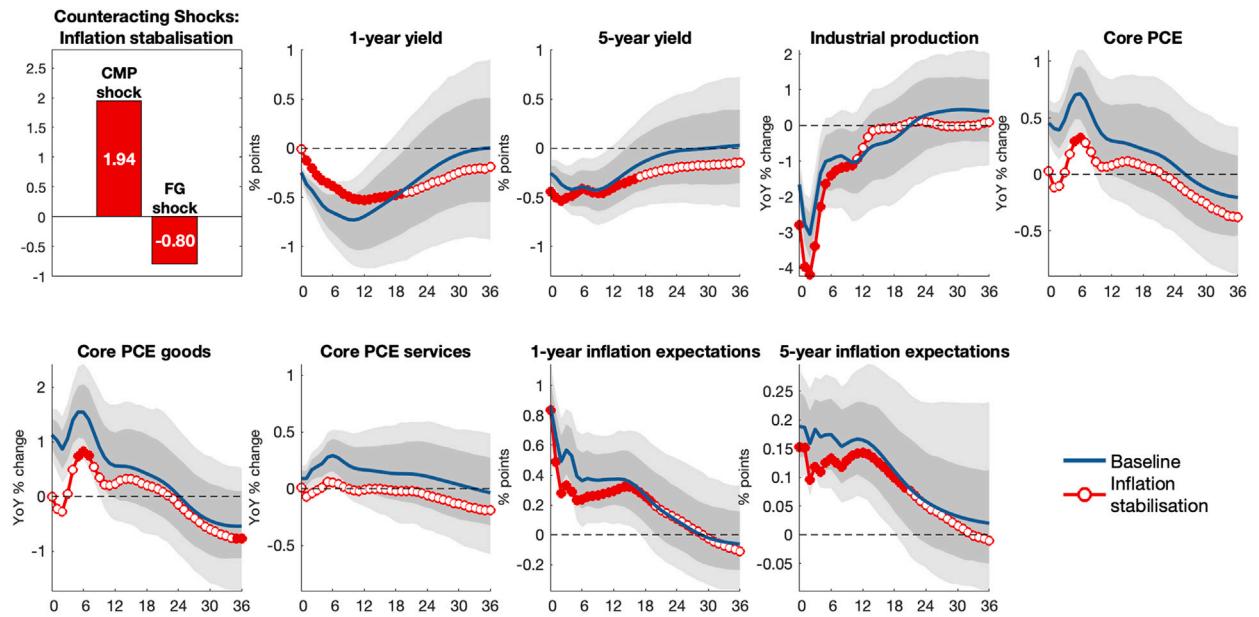 Counteracting Shocks:
Inflation stabalisation
2.5
2
1.5
1
0.5
0
-0.5
-1
CMP
shock
1.94
FG
shock
-0.80
1-year yield
% points
1
0.5
0
-0.5
-1
0 6 12 18 24 30 36
5-year yield
% points
1
0.5
0
-0.5
-1
0 6 12 18 24 30 36
Industrial production
YoY % change
2
1
0
-1
-2
-3
-4
0 6 12 18 24 30 36
Core PCE
YoY % change
1
0.5
0
-0.5
0 6 12 18 24 30 36
Core PCE goods
YoY % change
2
1
0
-1
0 6 12 18 24 30 36
Core PCE services
YoY % change
1
0.5
0
-0.5
0 6 12 18 24 30 36
1-year inflation expectations
% points
1
0.8
0.6
0.4
0.2
0
-0.2
0 6 12 18 24 30 36
5-year inflation expectations
% points
0.25
0.2
0.15
0.1
0.05
0
-0.05
0 6 12 18 24 30 36
Baseline
Inflation
stabilisation